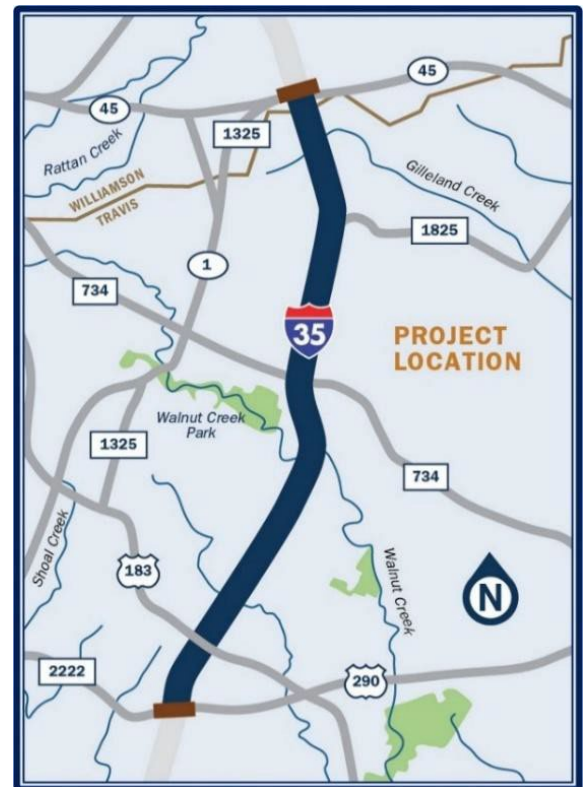 45
45
1325
Rattan Creek
Gilleland Creek
WILLIAMSON
TRAVIS
1825
1
734
35
PROJECT
LOCATION
Walnut Creek
Park
1325
734
Shoal Creek
183
Walnut Creek
N
2222
290